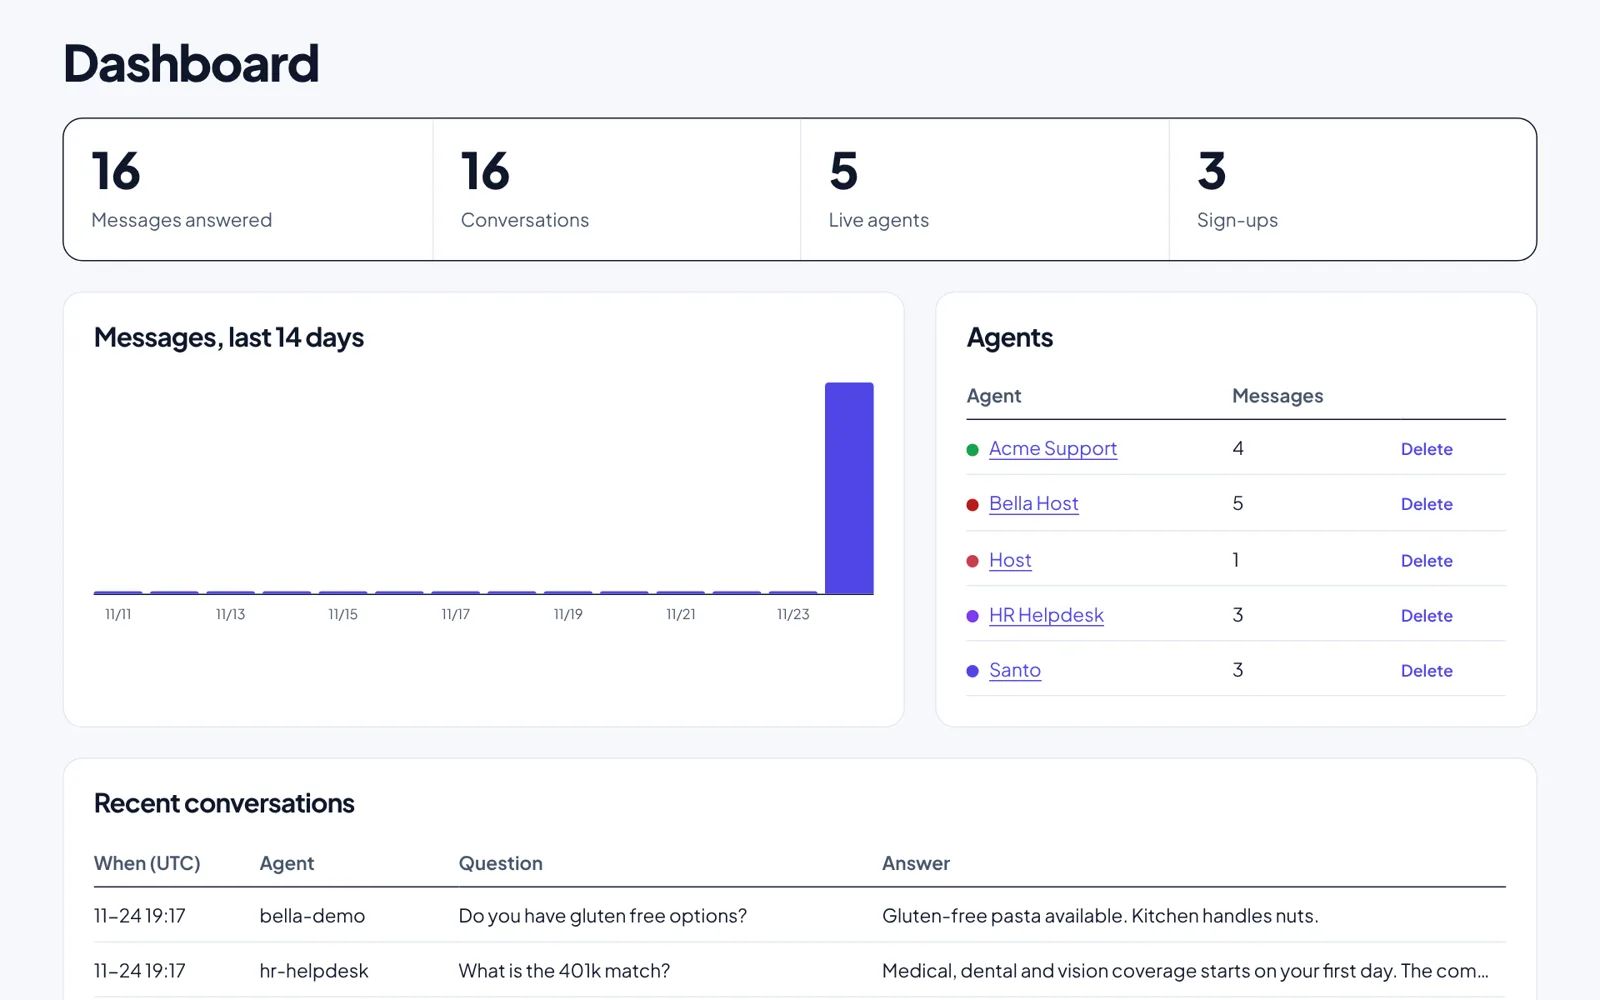 Dashboard
16
Messages answered
16
Conversations
5
Live agents
3
Sign-ups
Messages, last 14 days
11/11 11/13 11/15 11/17 11/19 11/21 11/23
Agents
Agent Messages
Acme Support 4 Delete
Bella Host 5 Delete
Host 1 Delete
HR Helpdesk 3 Delete
Santo 3 Delete
Recent conversations
When (UTC) Agent Question Answer
11-24 19:17 bella-demo Do you have gluten free options? Gluten-free pasta available. Kitchen handles nuts.
11-24 19:17 hr-helpdesk What is the 401k match? Medical, dental and vision coverage starts on your first day. The com...